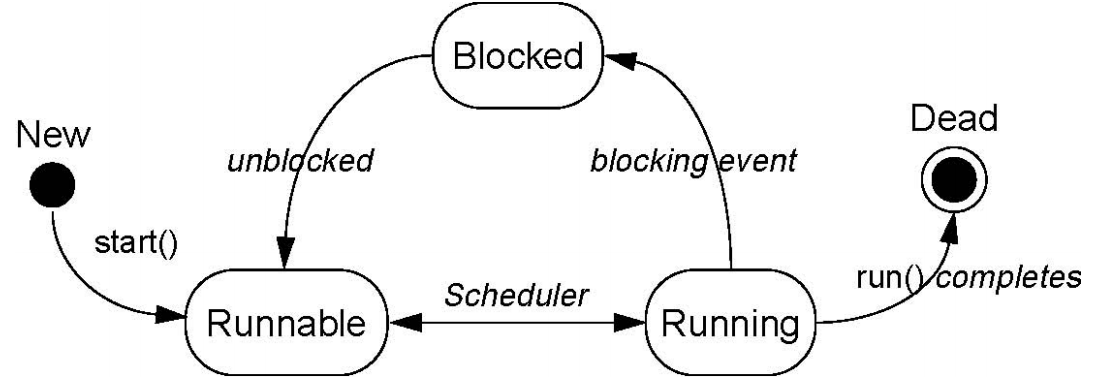 Blocked
New
Dead
unblocked
blocking event
start()
run() completes
Scheduler
Runnable
Running